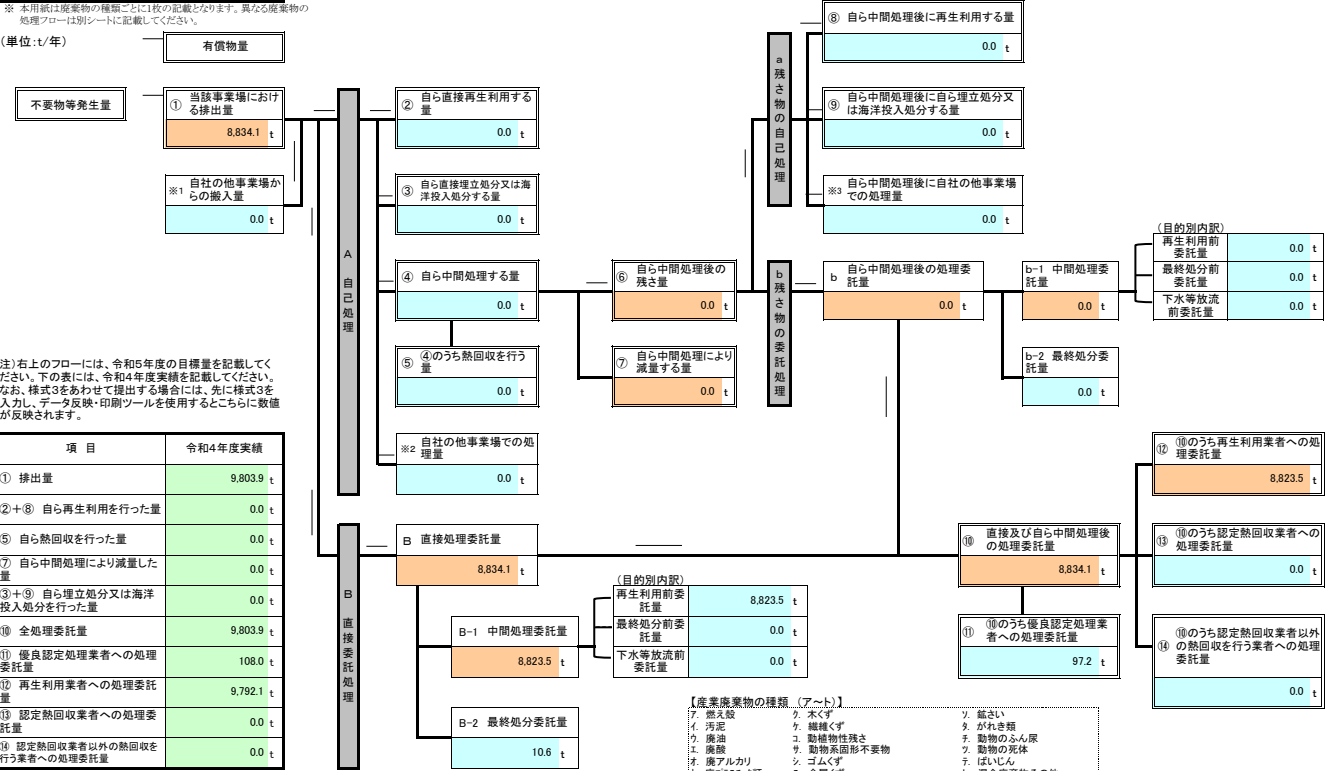 ※ 本用紙は廃棄物の種類ごとに1枚の記載となります。異なる廃棄物の
処理フローは別シートに記載してください。
(単位:t/年)
有償物量
不要物等発生量
① 当該事業場におけ
る排出量
8,834.1 t
※1 自社の他事業場か
らの搬入量
0.0 t
A 自己処理
② 自ら直接再生利用する
量
0.0 t
③ 自ら直接埋立処分又は海
洋投入処分する量
0.0 t
④ 自ら中間処理する量
0.0 t
⑤ ④のうち熱回収を行う
量
0.0 t
※2 自社の他事業場での処
理量
0.0 t
⑥ 自ら中間処理後の
残さ量
0.0 t
⑦ 自ら中間処理により
減量する量
0.0 t
a 残さ物の自己処理
⑧ 自ら中間処理後に再生利用する量
0.0 t
⑨ 自ら中間処理後に自ら埋立処分又
は海洋投入処分する量
0.0 t
※3 自ら中間処理後に自社の他事業場
での処理量
0.0 t
b 残さ物の委託処理
b 自ら中間処理後の処理委
託量
0.0 t
b-1 中間処理委
託量
0.0 t
b-2 最終処分委
託量
0.0 t
(目的別内訳)
再生利用前
委託量
0.0 t
最終処分前
委託量
0.0 t
下水等放流
前委託量
0.0 t
注)右上のフローには、令和5年度の目標量を記載してく
ださい。下の表には、令和4年度実績を記載してください。
なお、様式3をあわせて提出する場合には、先に様式3を
入力し、データ反映・印刷ツールを使用するとこちらに数値
が反映されます。
項 目 令和4年度実績
① 排出量 9,803.9 t
②+⑧ 自ら再生利用を行った量 0.0 t
⑤ 自ら熱回収を行った量 0.0 t
⑦ 自ら中間処理により減量した
量 0.0 t
③+⑨ 自ら埋立処分又は海洋
投入処分を行った量 0.0 t
⑩ 全処理委託量 9,803.9 t
⑪ 優良認定処理業者への処理
委託量 108.0 t
⑫ 再生利用業者への処理委託
量 9,792.1 t
⑬ 認定熱回収業者への処理委
託量 0.0 t
⑭ 認定熱回収業者以外の熱回収を
行う業者への処理委託量 0.0 t
B 直接委託処理
B 直接処理委託量
8,834.1 t
B-1 中間処理委託量
8,823.5 t
B-2 最終処分委託量
10.6 t
(目的別内訳)
再生利用前委
託量
8,823.5 t
最終処分前委
託量
0.0 t
下水等放流前
委託量
0.0 t
⑩ 直接及び自ら中間処理後
の処理委託量
8,834.1 t
⑪ ⑩のうち優良認定処理業
者への処理委託量
97.2 t
⑫ ⑩のうち再生利用業者への処
理委託量
8,823.5 t
⑬ ⑩のうち認定熱回収業者への
処理委託量
0.0 t
⑭ ⑩のうち認定熱回収業者以外
の熱回収を行う業者への処理
委託量
0.0 t
【産業廃棄物の種類 (ア~ト)】
ア. 燃え殻 ク. 木くず ソ. 鉱さい
イ. 汚泥 ケ. 繊維くず タ. がれき類
ウ. 廃油 コ. 動植物性残さ チ. 動物のふん尿
エ. 廃酸 サ. 動物系固形不要物 ツ. 動物の死体
オ. 廃アルカリ シ. ゴムくず テ. ばいじん